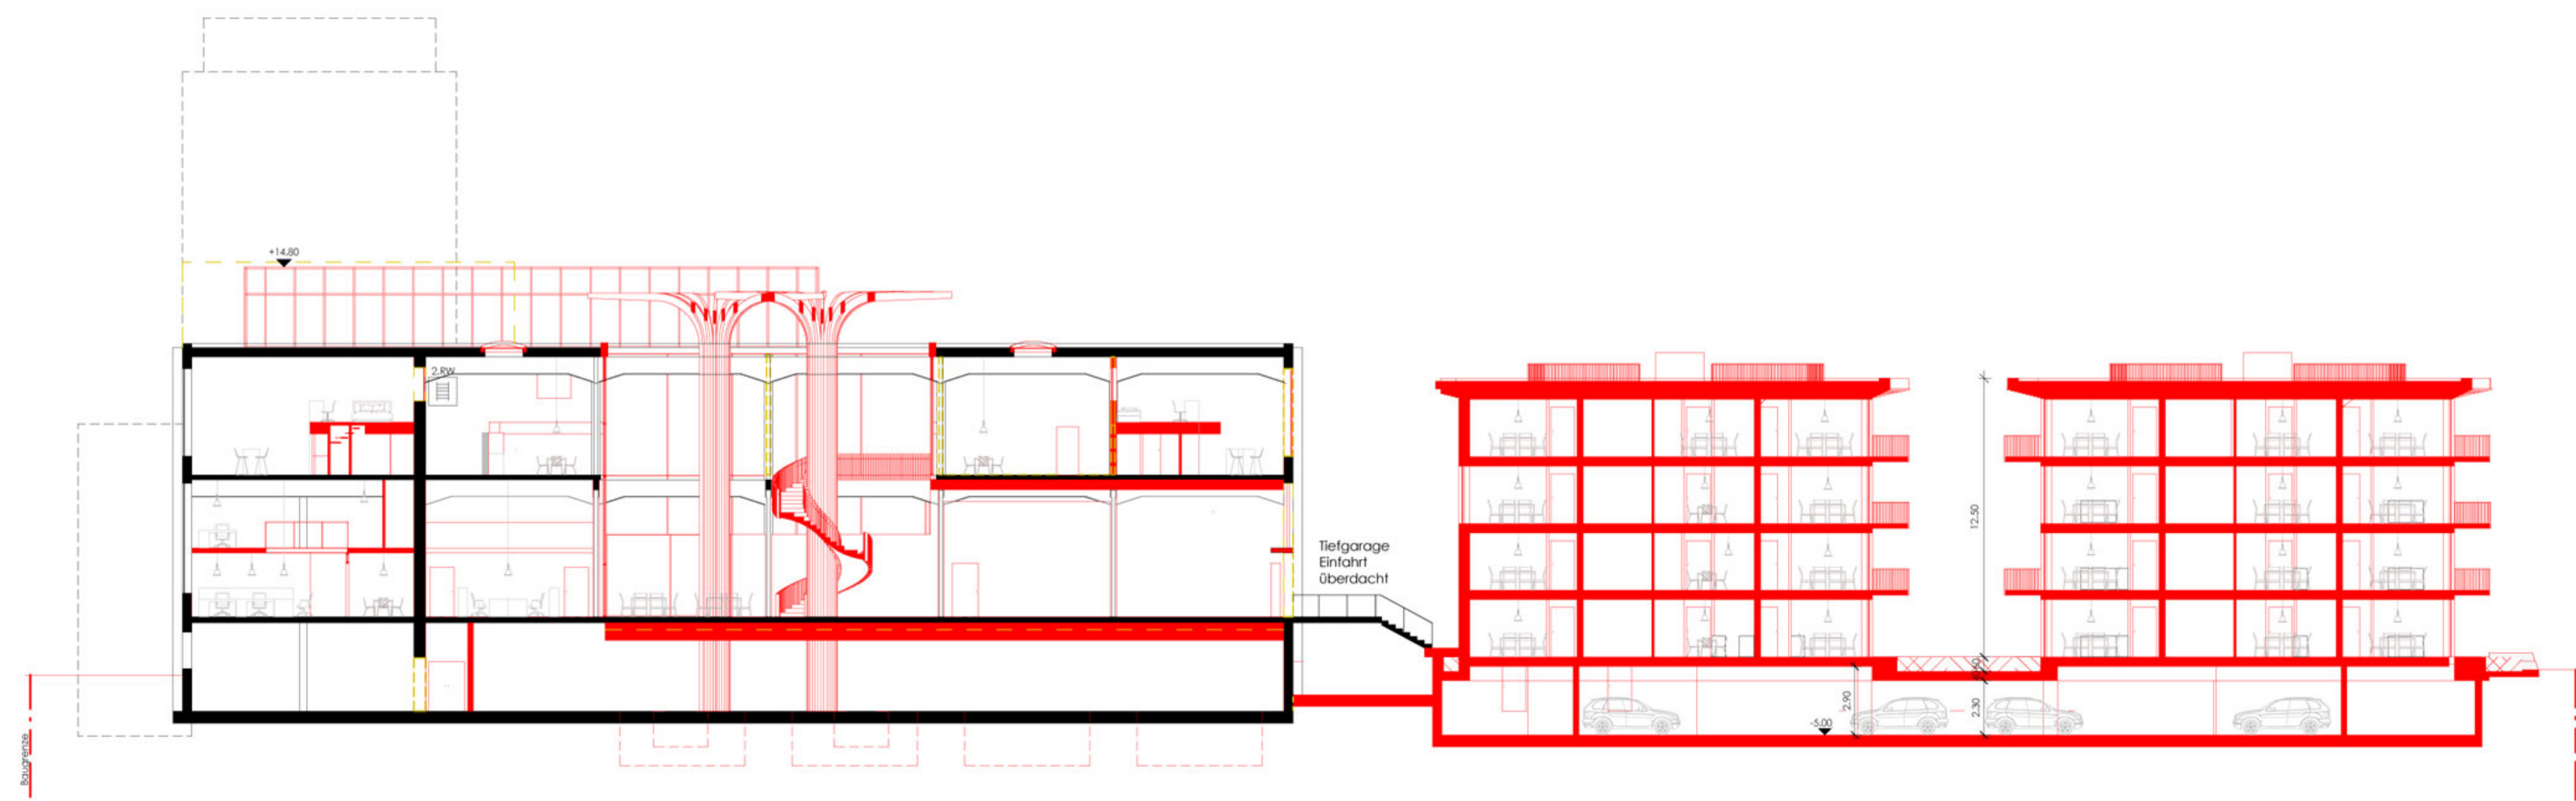 +14.80
2.RW
Tiefgarage
Einfahrt
überdacht
12.50
2.90
2.30
-5.00
Baugrenze